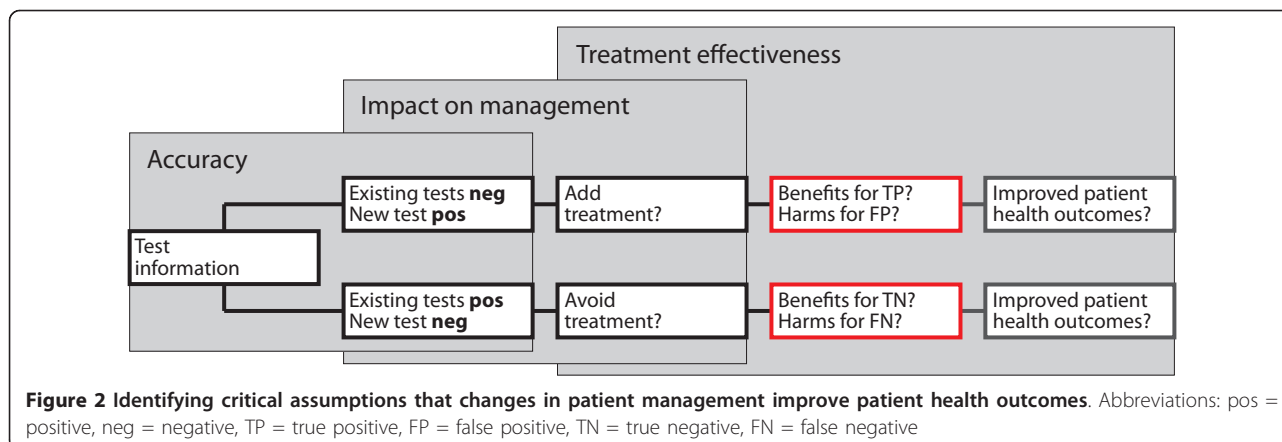 Treatment effectiveness
Impact on management
Accuracy
Existing tests neg
New test pos
Add
treatment?
Benefits for TP?
Harms for FP?
Improved patient
health outcomes?
Test
information
Existing tests pos
New test neg
Avoid
treatment?
Benefits for TN?
Harms for FN?
Improved patient
health outcomes?
Figure 2 Identifying critical assumptions that changes in patient management improve patient health outcomes. Abbreviations: pos =
positive, neg = negative, TP = true positive, FP = false positive, TN = true negative, FN = false negative